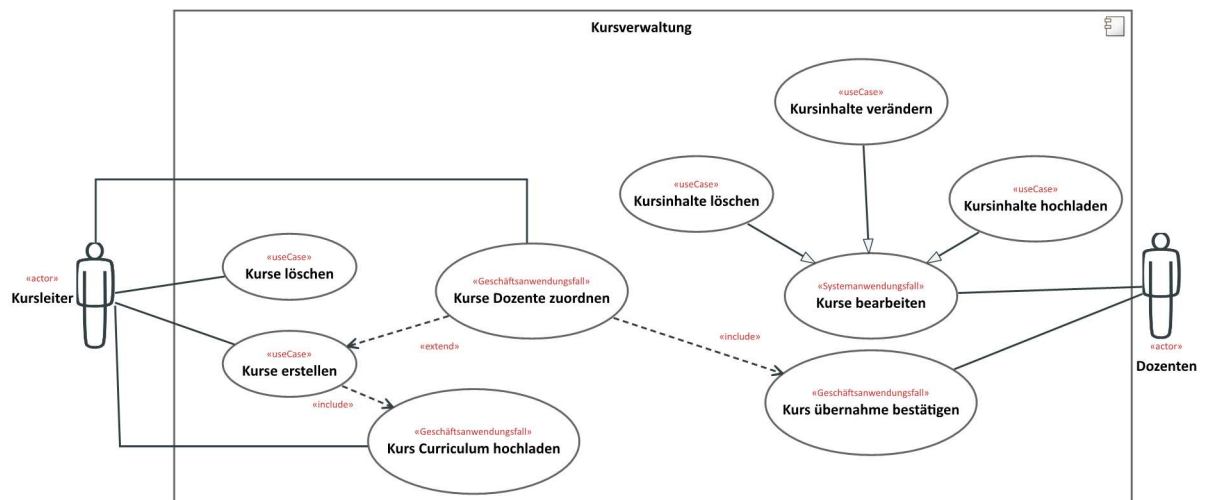 Kursverwaltung
«useCase»
Kursinhalte verändern
«useCase»
Kursinhalte löschen
«useCase»
Kursinhalte hochladen
«useCase»
Kurse löschen
«actor»
Kursleiter
«Geschäftsanwendungsfall»
Kurse Dozente zuordnen
«Systemanwendungsfall»
Kurse bearbeiten
«extend»
«include»
«actor»
Dozenten
«useCase»
Kurse erstellen
«include»
«Geschäftsanwendungsfall»
Kurs übernahme bestätigen
«Geschäftsanwendungsfall»
Kurs Curriculum hochladen